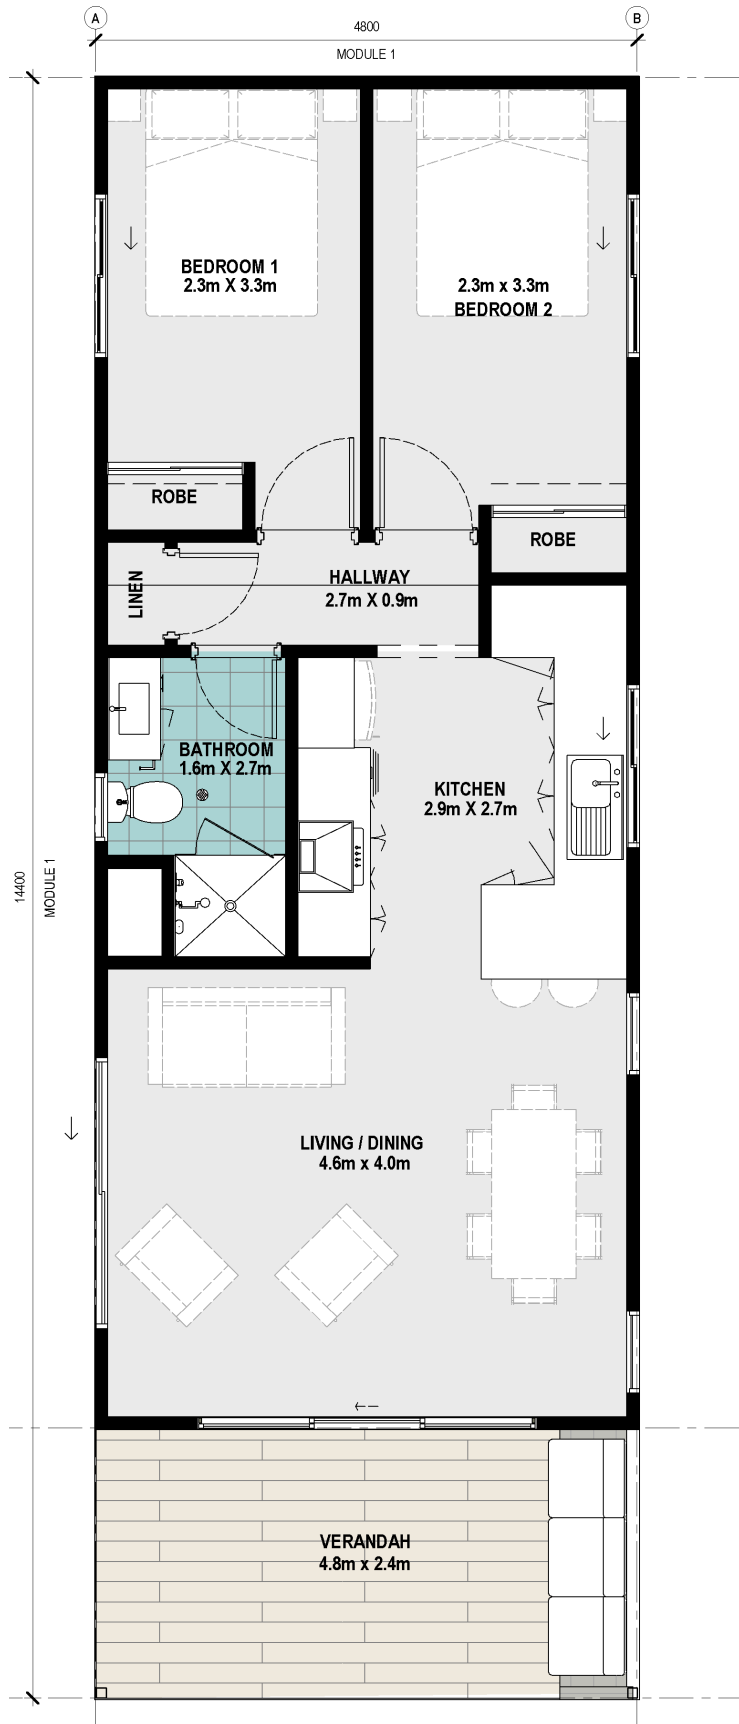 A
B
4800
MODULE 1
BEDROOM 1
2.3m X 3.3m
2.3m x 3.3m
BEDROOM 2
ROBE
ROBE
LINEN
HALLWAY
2.7m X 0.9m
BATHROOM
1.6m X 2.7m
KITCHEN
2.9m X 2.7m
14400
MODULE 1
LIVING / DINING
4.6m x 4.0m
VERANDAH
4.8m x 2.4m